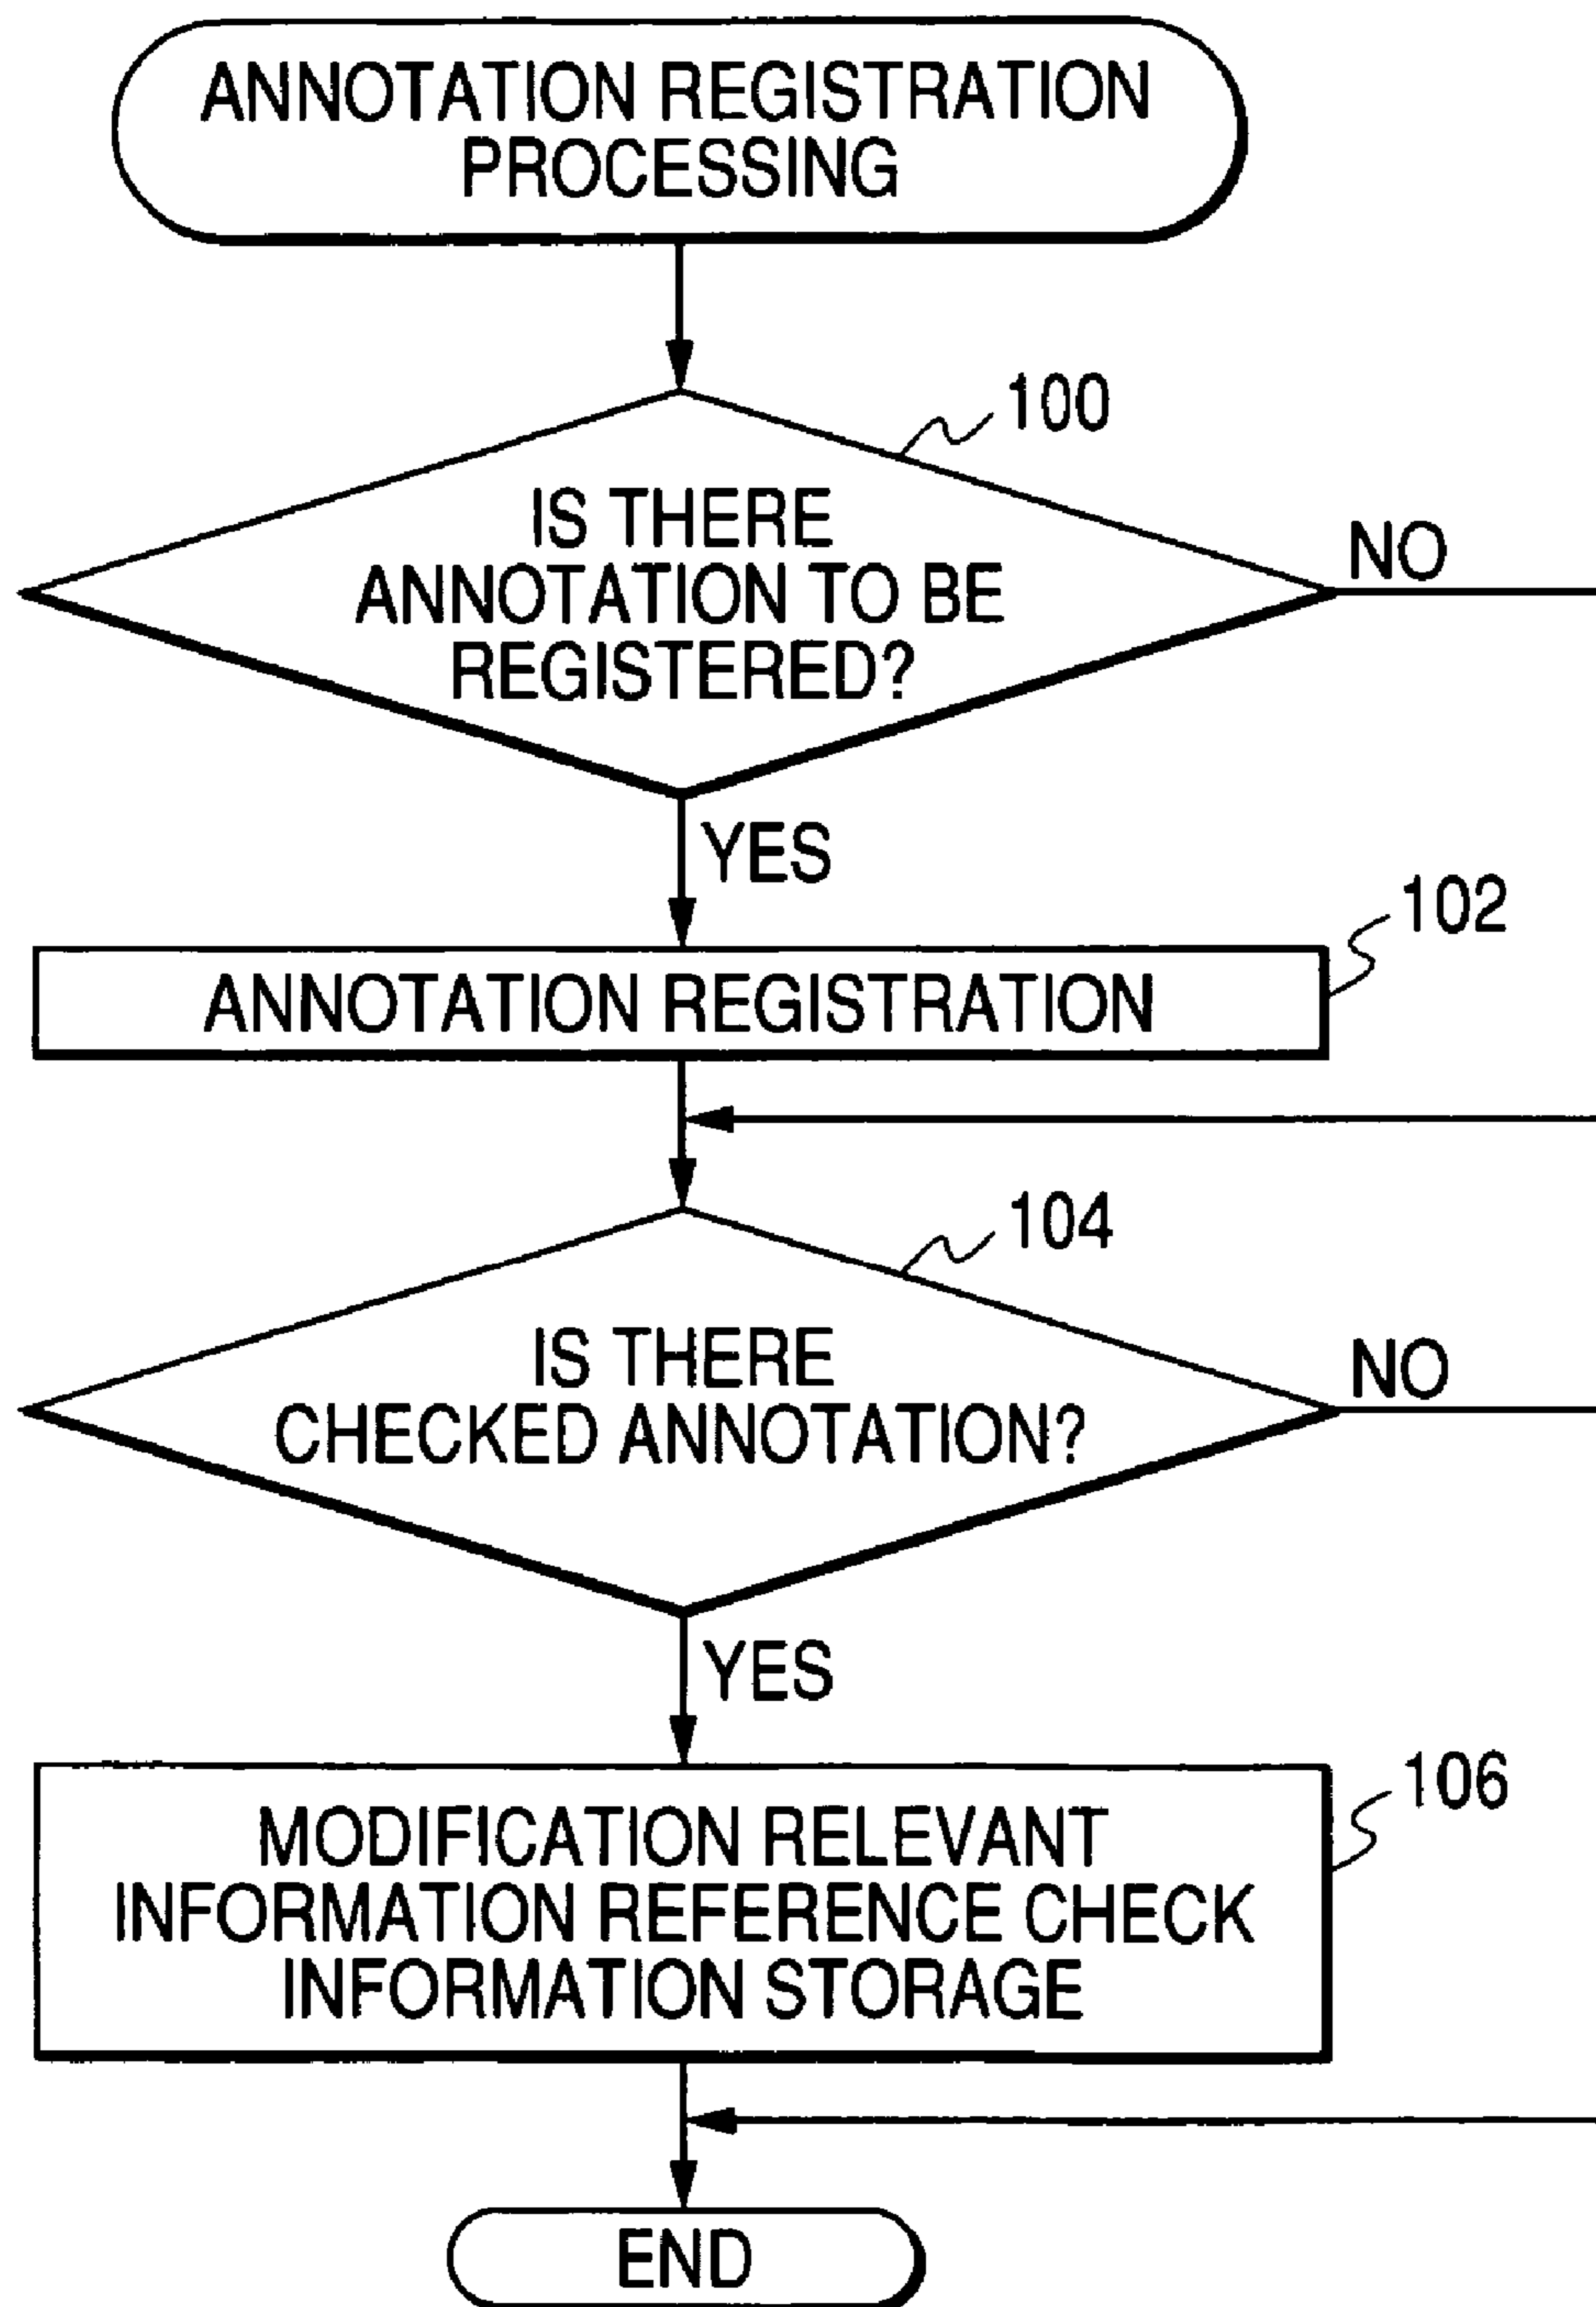 ANNOTATION REGISTRATION
PROCESSING
100
IS THERE
ANNOTATION TO BE
REGISTERED?
NO
YES
102
ANNOTATION REGISTRATION
104
IS THERE
CHECKED ANNOTATION?
NO
YES
106
MODIFICATION RELEVANT
INFORMATION REFERENCE CHECK
INFORMATION STORAGE
END